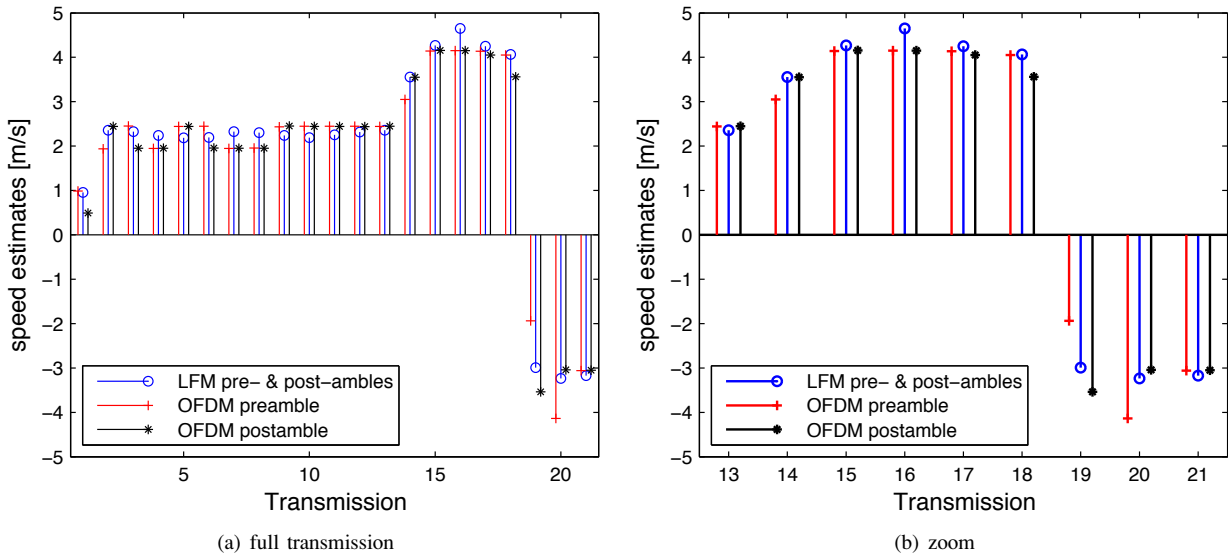 5
4
3
2
1
0
−1
−2
−3
−4
−5
speed estimates [m/s]
LFM pre− & post−ambles
OFDM preamble
OFDM postamble
5 10 15 20
Transmission
(a) full transmission
5
4
3
2
1
0
−1
−2
−3
−4
−5
speed estimates [m/s]
LFM pre− & post−ambles
OFDM preamble
OFDM postamble
13 14 15 16 17 18 19 20 21
Transmission
(b) zoom